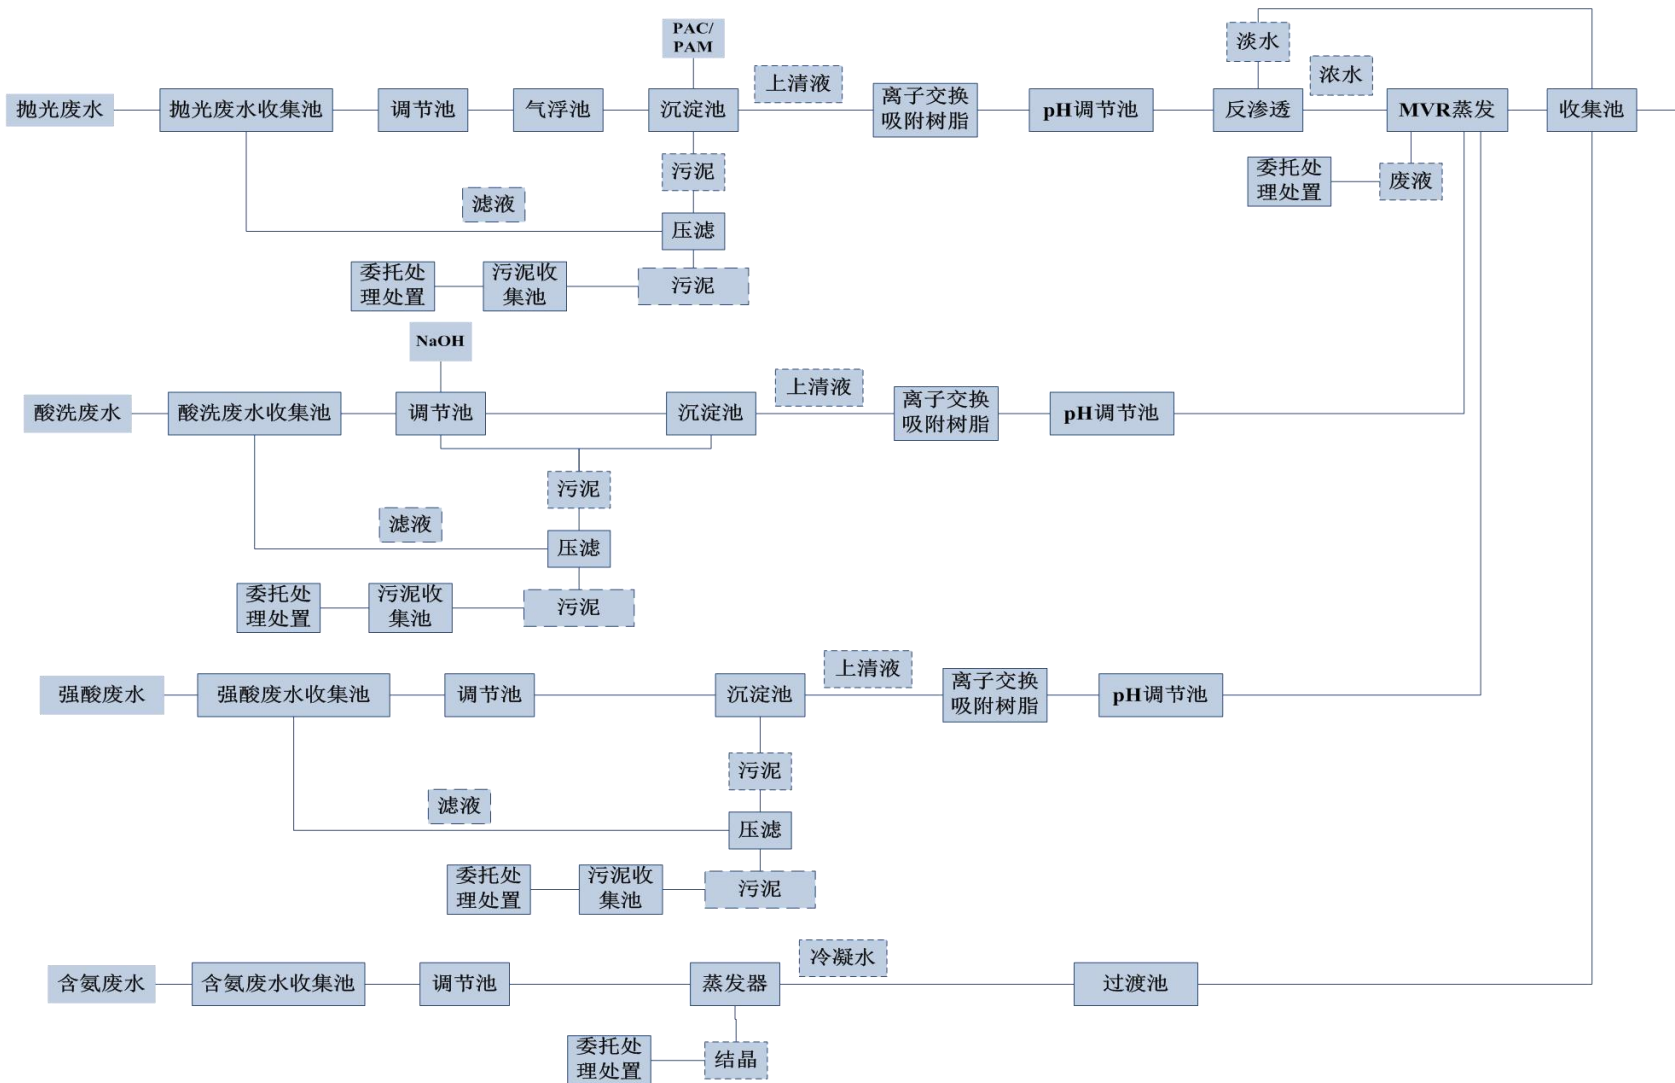 PAC/
PAM
淡水
上清液
浓水
抛光废水
抛光废水收集池
调节池
气浮池
沉淀池
离子交换
吸附树脂
pH调节池
反渗透
MVR蒸发
收集池
污泥
委托处
理处置
废液
滤液
压滤
委托处
理处置
污泥收
集池
污泥
NaOH
上清液
酸洗废水
酸洗废水收集池
调节池
沉淀池
离子交换
吸附树脂
pH调节池
污泥
滤液
压滤
委托处
理处置
污泥收
集池
污泥
上清液
强酸废水
强酸废水收集池
调节池
沉淀池
离子交换
吸附树脂
pH调节池
污泥
滤液
压滤
委托处
理处置
污泥收
集池
污泥
冷凝水
含氨废水
含氨废水收集池
调节池
蒸发器
过渡池
委托处
理处置
结晶